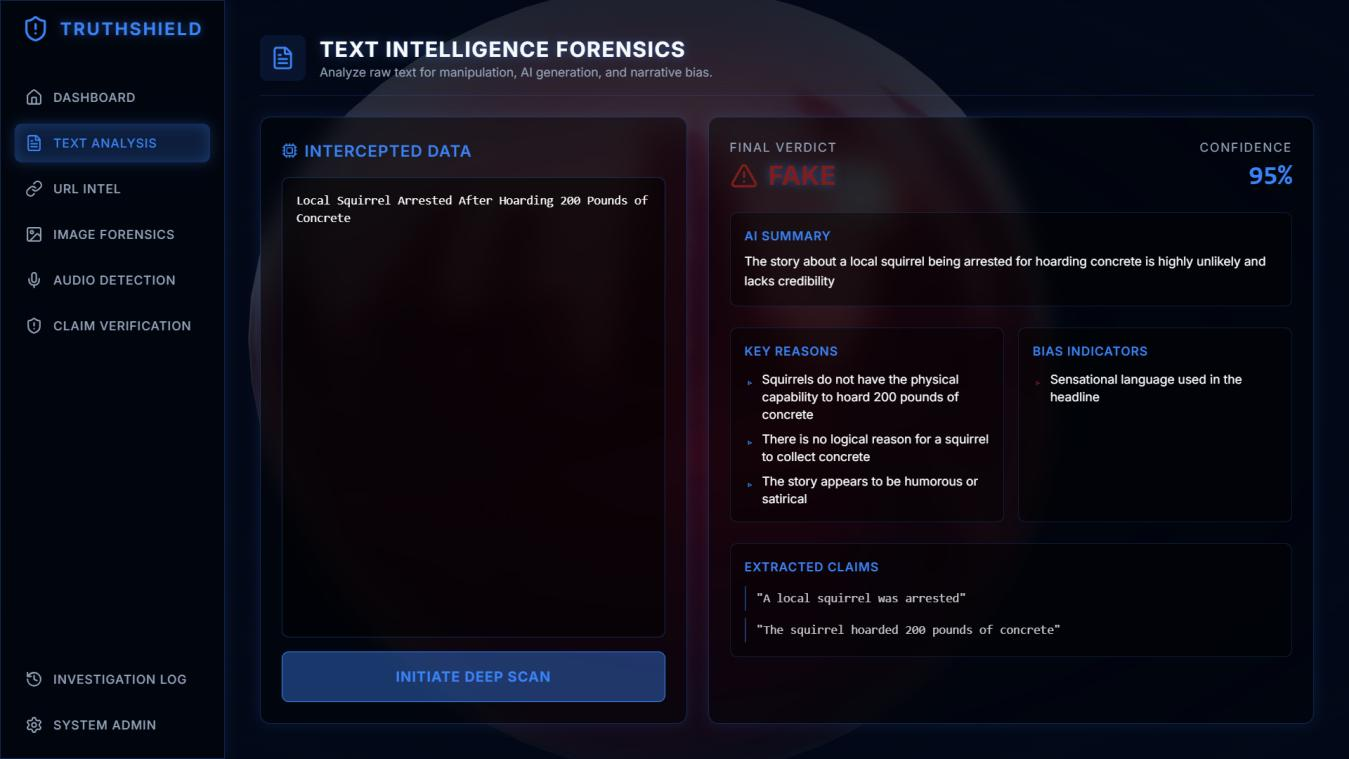 TRUTHSHIELD
DASHBOARD
TEXT ANALYSIS
URL INTEL
IMAGE FORENSICS
AUDIO DETECTION
CLAIM VERIFICATION
INVESTIGATION LOG
SYSTEM ADMIN
TEXT INTELLIGENCE FORENSICS
Analyze raw text for manipulation, AI generation, and narrative bias.
INTERCEPTED DATA
Local Squirrel Arrested After Hoarding 200 Pounds of
Concrete
INITIATE DEEP SCAN
FINAL VERDICT
FAKE
CONFIDENCE
95%
AI SUMMARY
The story about a local squirrel being arrested for hoarding concrete is highly unlikely and
lacks credibility
KEY REASONS
Squirrels do not have the physical
capability to hoard 200 pounds of
concrete
There is no logical reason for a squirrel
to collect concrete
The story appears to be humorous or
satirical
BIAS INDICATORS
Sensational language used in the
headline
EXTRACTED CLAIMS
"A local squirrel was arrested"
"The squirrel hoarded 200 pounds of concrete"